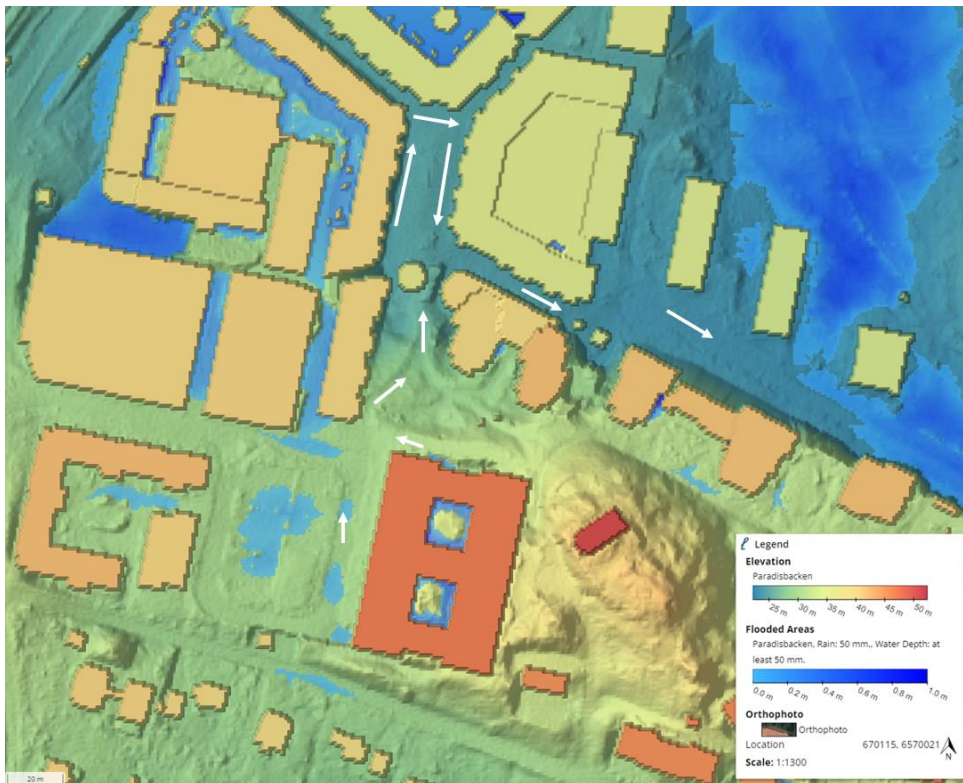 Legend
Elevation
Paradisbacken
25 m 30 m 35 m 40 m 45 m 50 m
Flooded Areas
Paradisbacken, Rain: 50 mm., Water Depth: at
least 50 mm.
0,0 m 0.2 m 0.4 m 0.6 m 0.8 m 1.0 m
Orthophoto
Orthophoto
Location 670115, 6570021
N
Scale: 1:1300
20 m